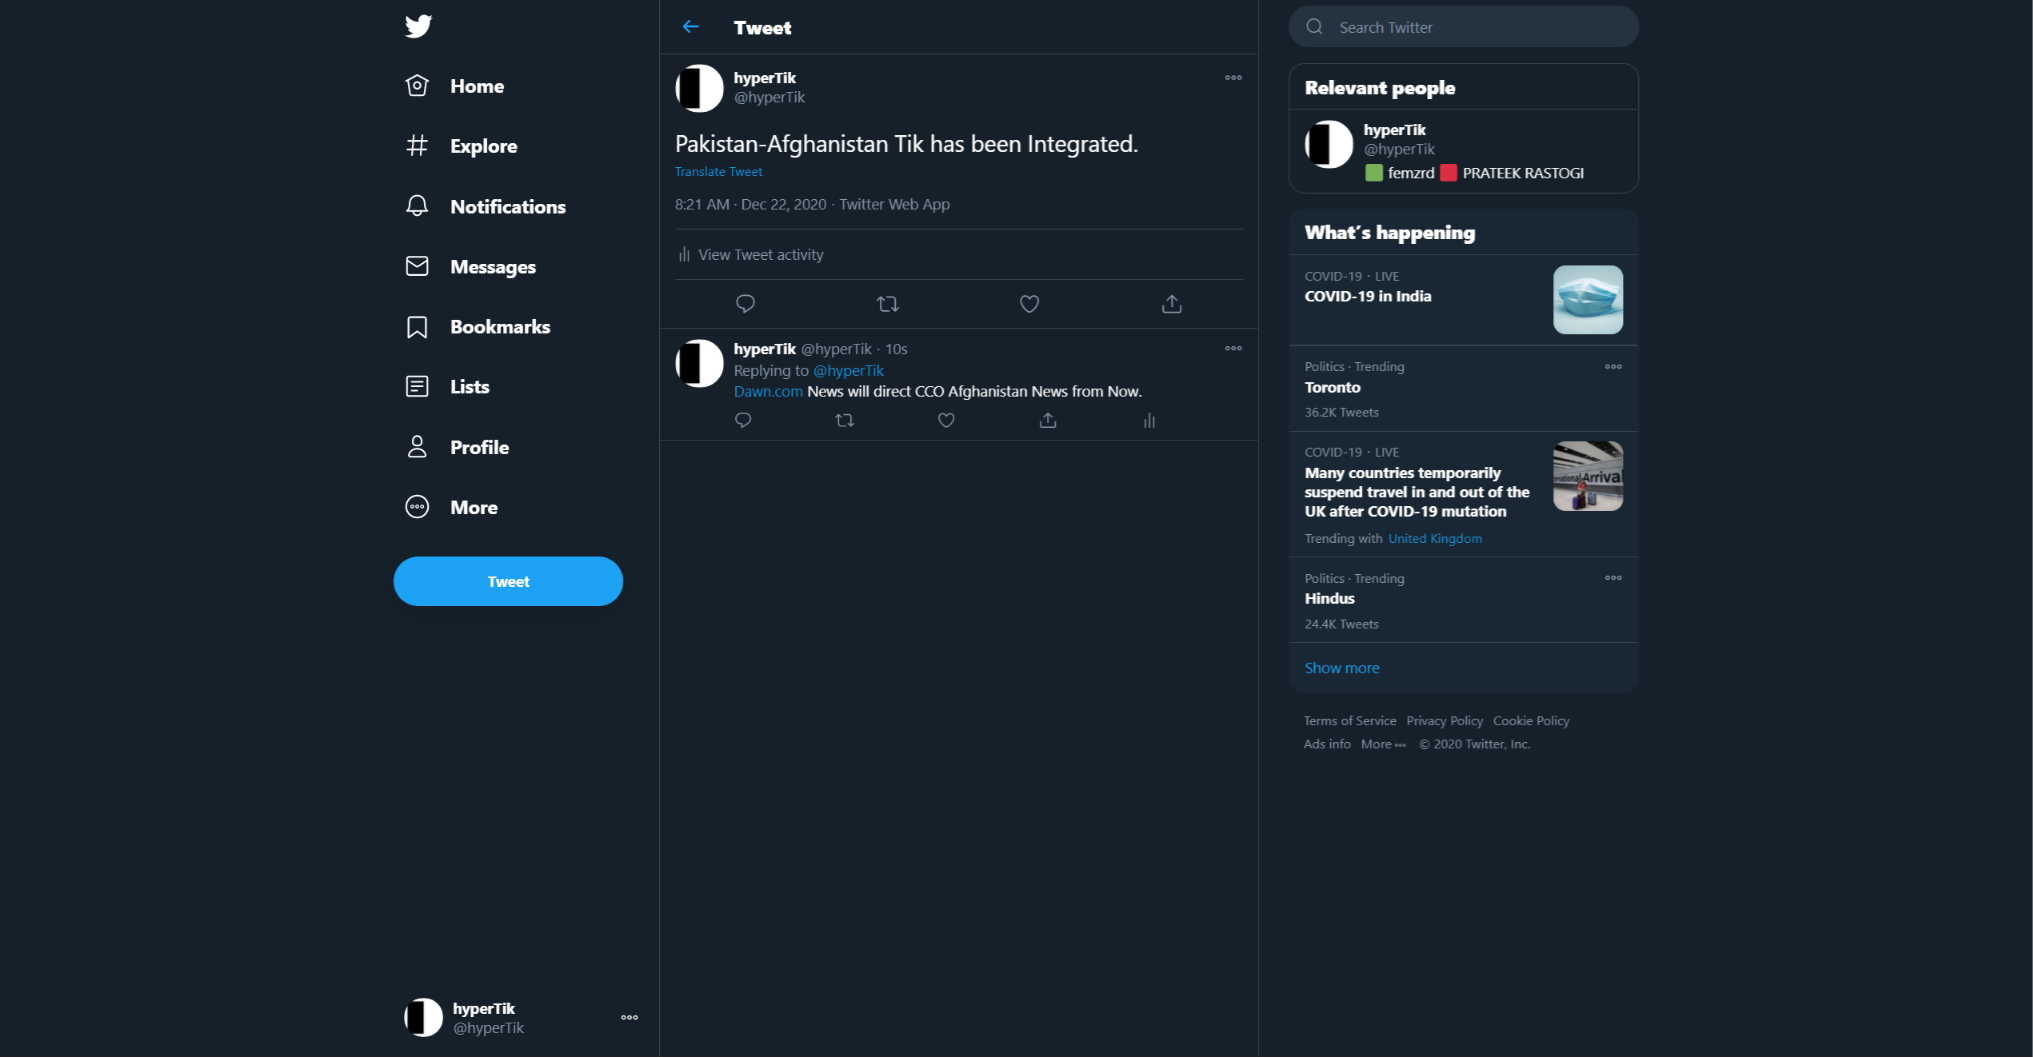 Home
Explore
Notifications
Messages
Bookmarks
Lists
Profile
More
Tweet
hyperTik
@hyperTik
Tweet
hyperTik
@hyperTik
Pakistan-Afghanistan Tik has been Integrated.
Translate Tweet
8:21 AM · Dec 22, 2020 · Twitter Web App
View Tweet activity
hyperTik @hyperTik · 10s
Replying to @hyperTik
Dawn.com News will direct CCO Afghanistan News from Now.
Search Twitter
Relevant people
hyperTik
@hyperTik
femzrd PRATEEK RASTOGI
What's happening
COVID-19 · LIVE
COVID-19 in India
Politics · Trending
Toronto
36.2K Tweets
COVID-19 · LIVE
Many countries temporarily
suspend travel in and out of the
UK after COVID-19 mutation
Arrival
Trending with United Kingdom
Politics · Trending
Hindus
24.4K Tweets
Show more
Terms of Service Privacy Policy Cookie Policy
Ads info More © 2020 Twitter, Inc.